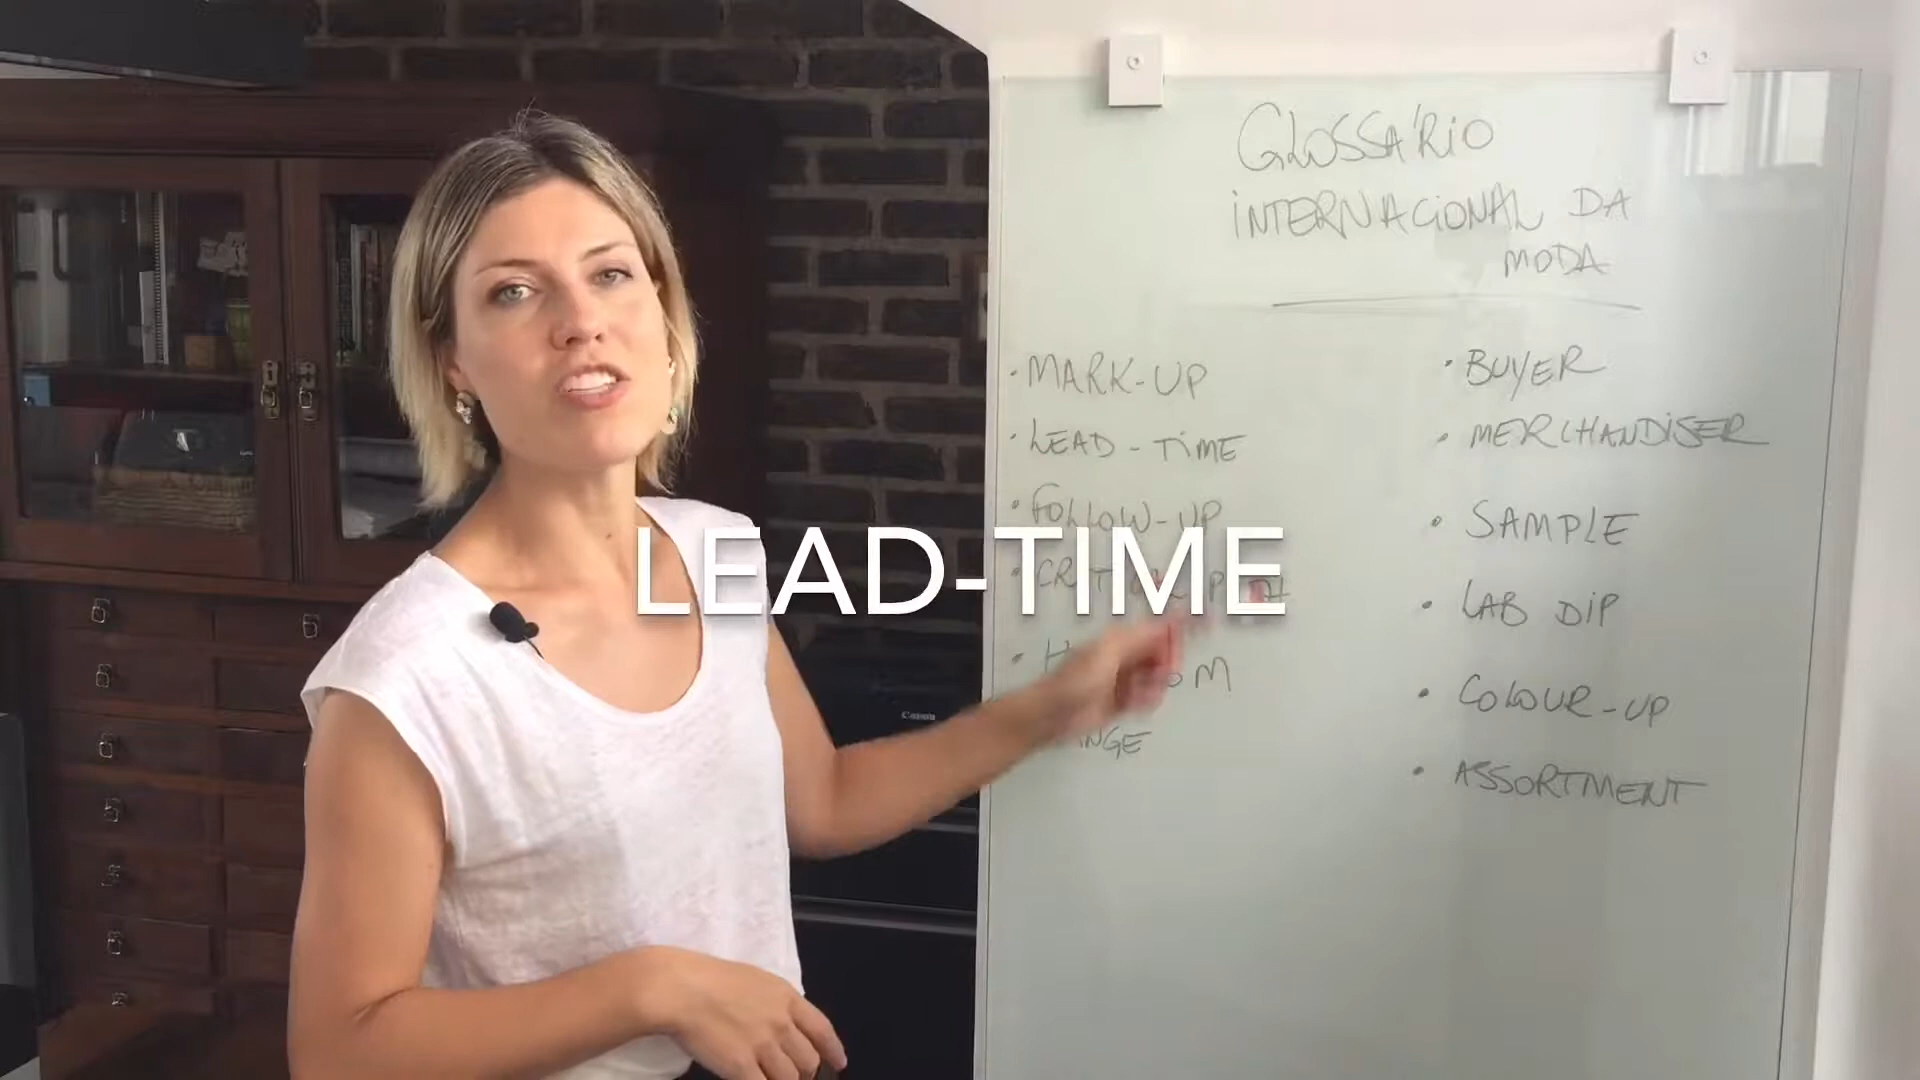 GLOSSÁRIO
INTERNACIONAL DA
MODA
• MARK-UP
• LEAD-TIME
• FOLLOW-UP
• BUYER
• MERCHANDISER
• SAMPLE
• LAB DIP
• COLOUR-UP
• ASSORTMENT
LEAD-TIME
Canon